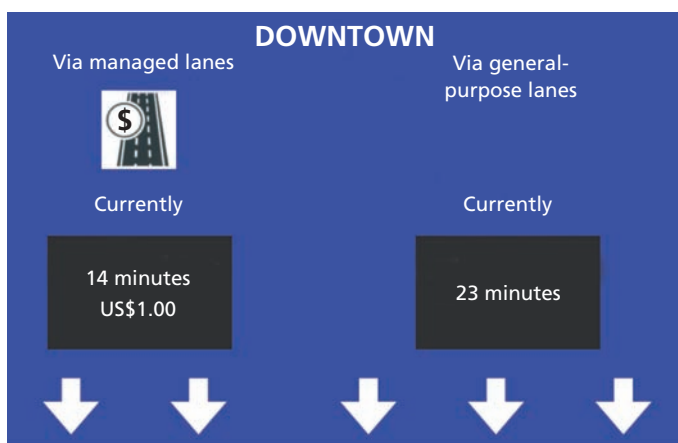 DOWNTOWN
Via managed lanes
$
Currently
14 minutes
US$1.00
Via general-
purpose lanes
Currently
23 minutes